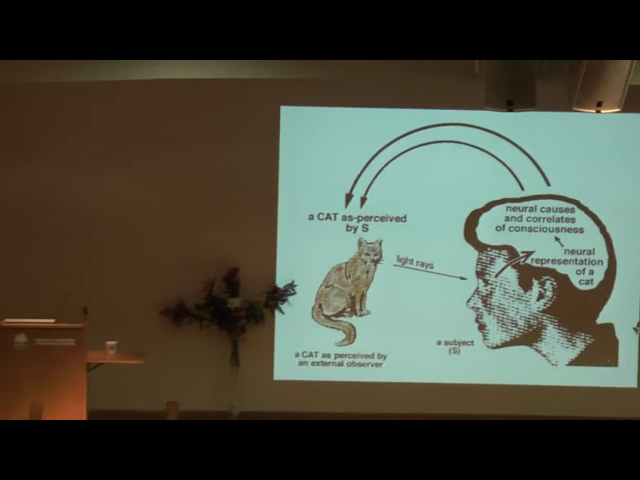 a CAT as-perceived
by S
neural causes
and correlates
of consciousness
neural
representation
of a
cat
light rays
a subject
(S)
a CAT as perceived by
an external observer